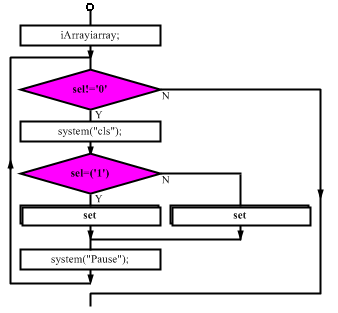 iArrayiarray;
sel!='0'
N
Y
system("cls");
sel=('1')
N
Y
set
set
system("Pause");